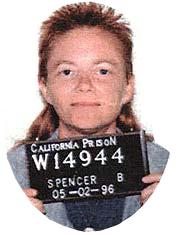 CALIFORNIA PRISON
W14944
SPENCER B
05-02-96